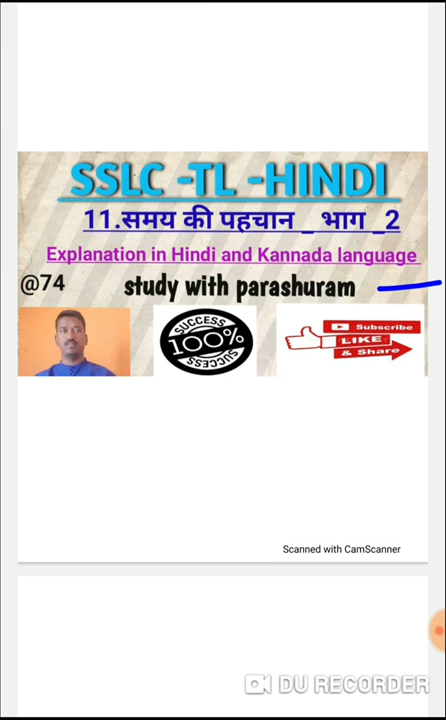 SSLC -TL -HINDI
11.समय की पहचान _ भाग _2
Explanation in Hindi and Kannada language
@74 study with parashuram
SUCCESS
100%
SUCCESS
Subscribe
LIKE
& Share
Scanned with CamScanner
DU RECORDER